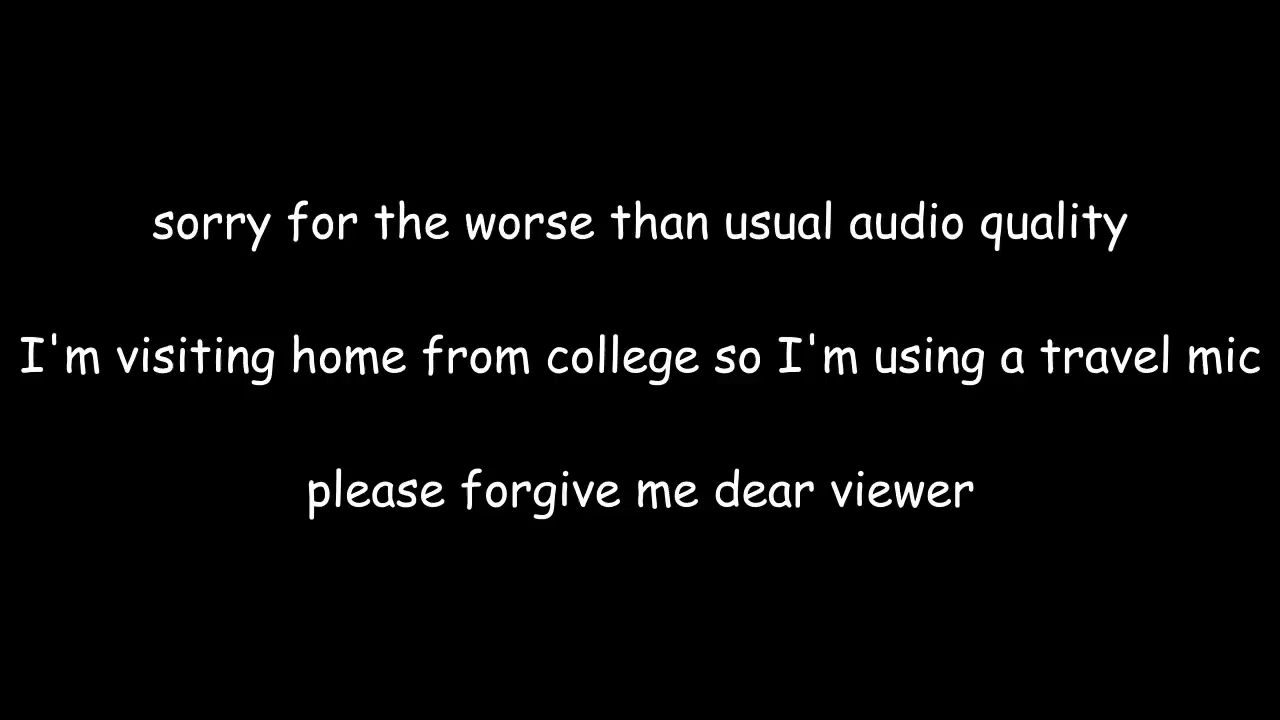 sorry for the worse than usual audio quality
I'm visiting home from college so I'm using a travel mic
please forgive me dear viewer